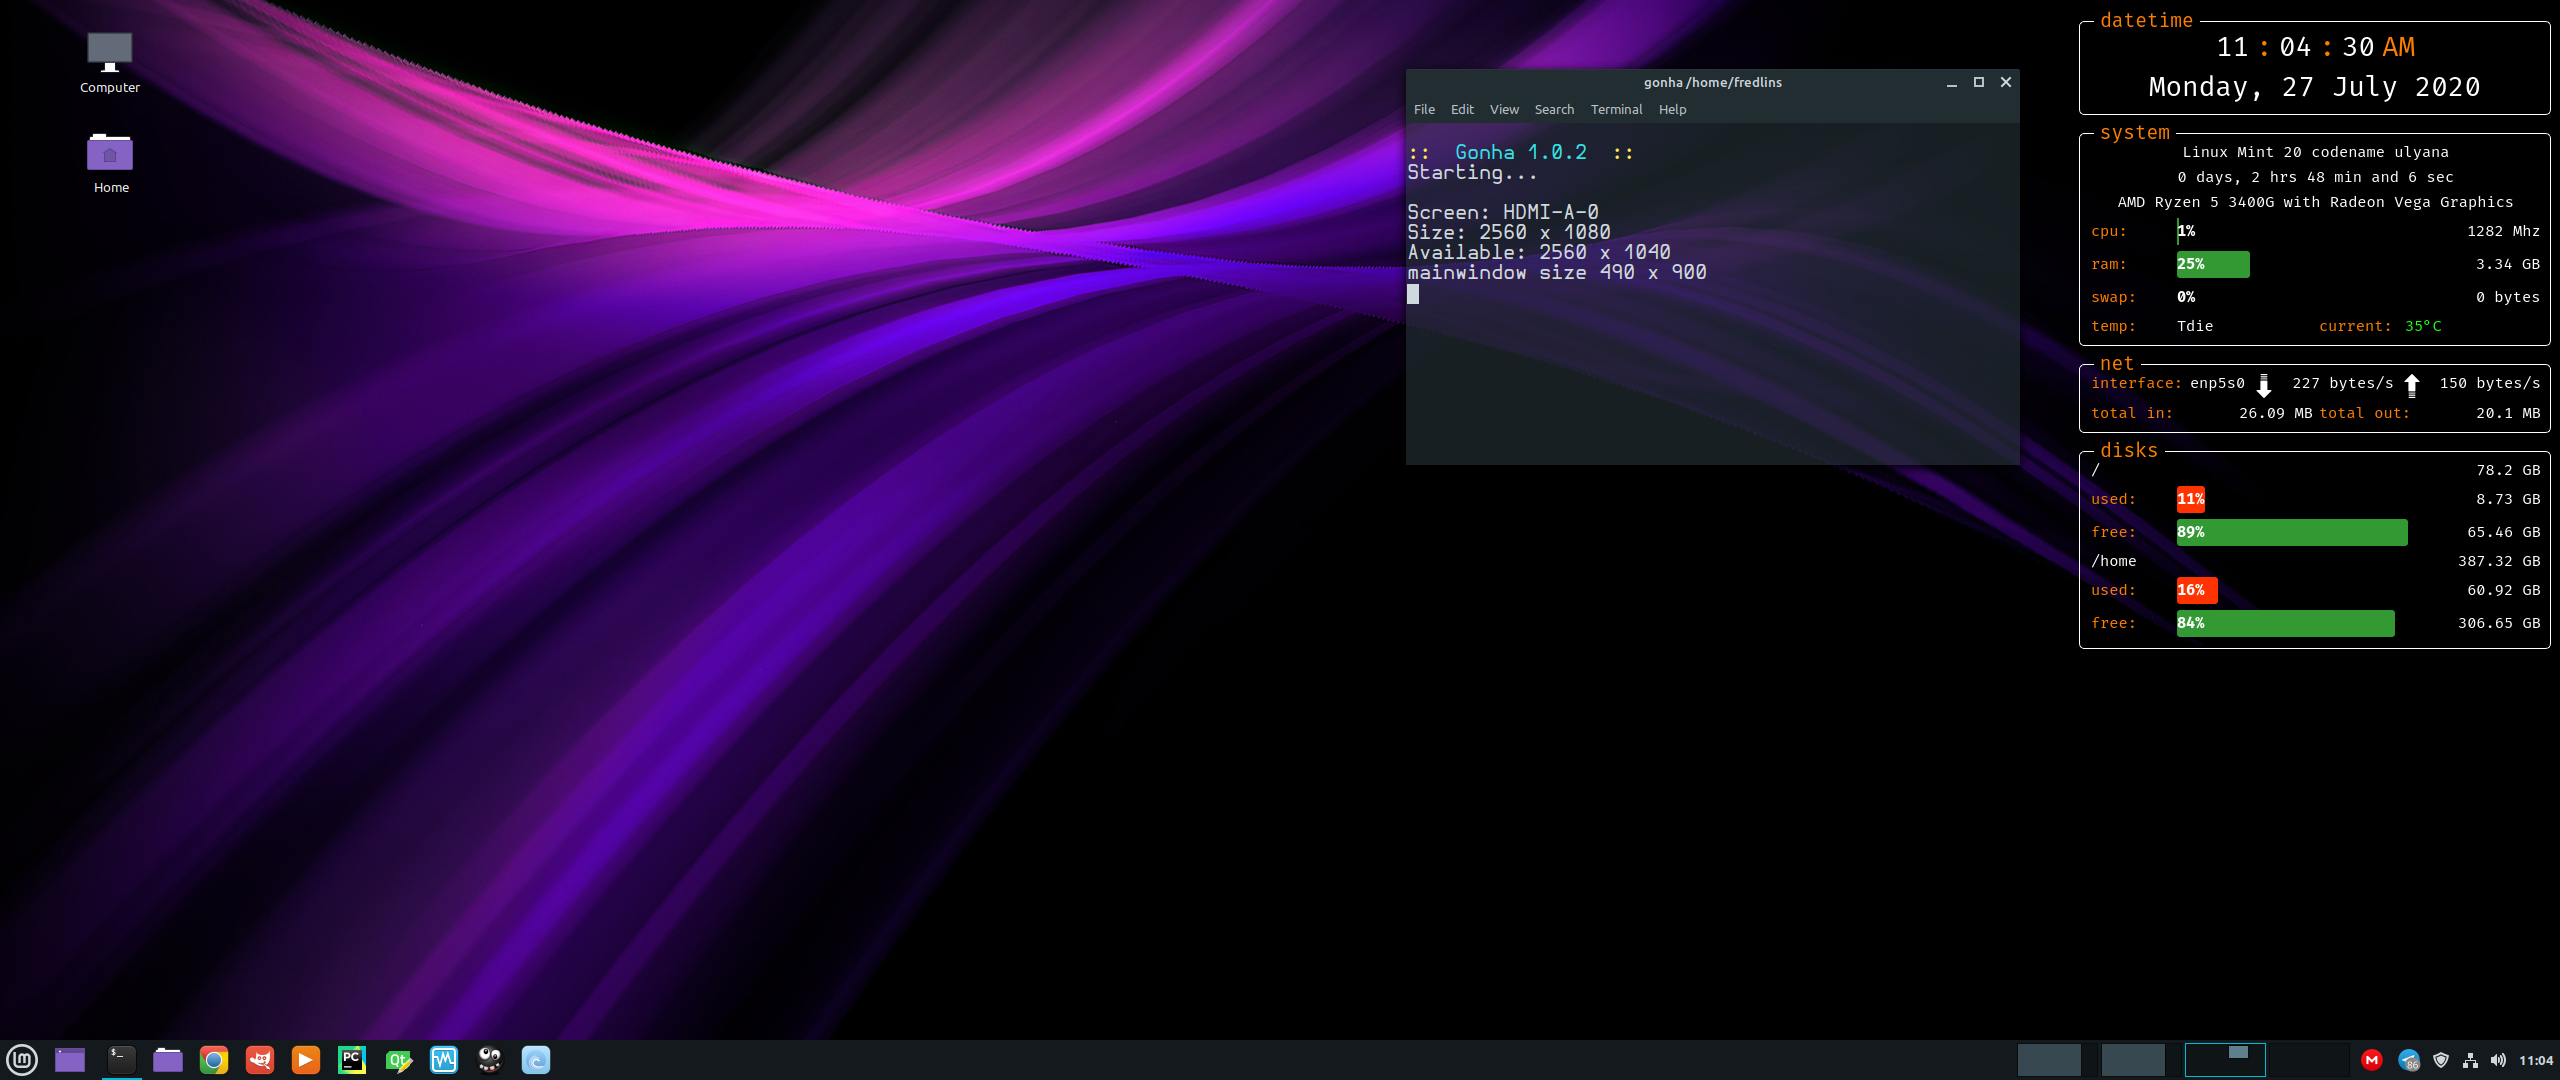 Computer
Home
gonha /home/fredlins
File Edit View Search Terminal Help
:: Gonha 1.0.2 ::
Starting...
Screen: HDMI-A-0
Size: 2560 x 1080
Available: 2560 x 1040
mainwindow size 490 x 900
datetime
11 : 04 : 30 AM
Monday, 27 July 2020
system
Linux Mint 20 codename ulyana
0 days, 2 hrs 48 min and 6 sec
AMD Ryzen 5 3400G with Radeon Vega Graphics
cpu: 1% 1282 Mhz
ram: 25% 3.34 GB
swap: 0% 0 bytes
temp: Tdie current: 35°C
net
interface: enp5s0 227 bytes/s 150 bytes/s
total in: 26.09 MB total out: 20.1 MB
disks
/ 78.2 GB
used: 11% 8.73 GB
free: 89% 65.46 GB
/home 387.32 GB
used: 16% 60.92 GB
free: 84% 306.65 GB
$_
PC
Qt
M
86
11:04